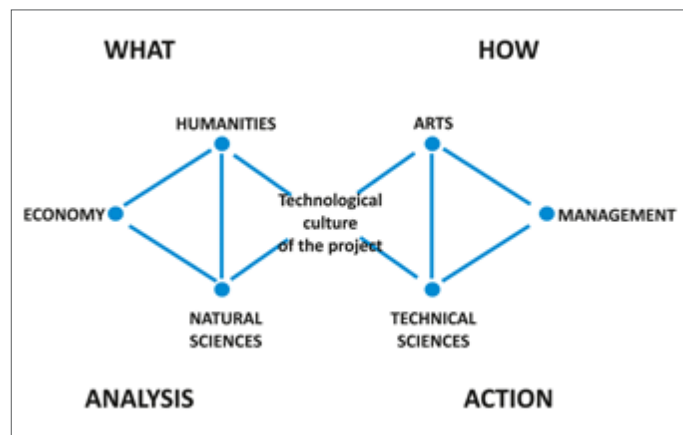 WHAT
HOW
HUMANITIES
ARTS
ECONOMY
Technological
culture
of the project
MANAGEMENT
NATURAL
SCIENCES
TECHNICAL
SCIENCES
ANALYSIS
ACTION